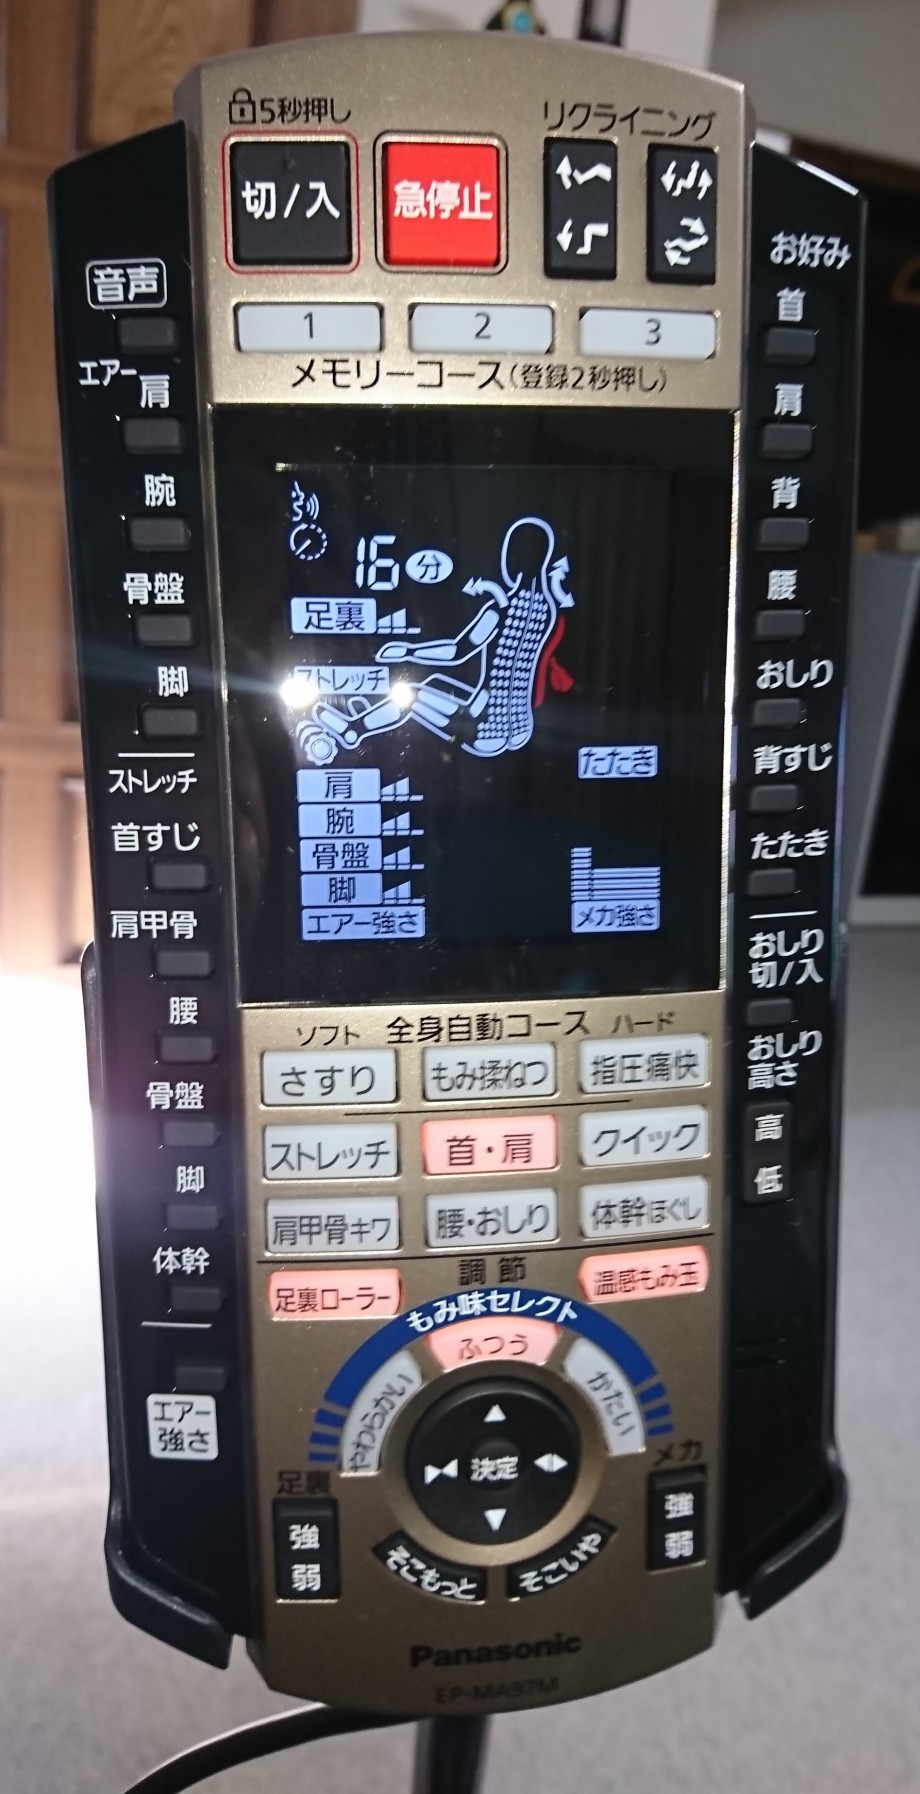 5秒押し
リクライニング
切/入
急停止
1
2
3
メモリーコース(登録2秒押し)
音声
エアー
肩
腕
骨盤
脚
ストレッチ
首すじ
肩甲骨
腰
骨盤
脚
体幹
エアー
強さ
16分
足裏
ストレッチ
たたき
肩
腕
骨盤
脚
エアー強さ
メカ強さ
お好み
首
肩
背
腰
おしり
背すじ
たたき
おしり
切/入
おしり
高さ
高
低
ソフト 全身自動コース ハード
さすり
もみ揉ねつ
指圧痛快
ストレッチ
首・肩
クイック
肩甲骨キワ
腰・おしり
体幹ほぐし
調節
足裏ローラー
温感もみ玉
もみ味セレクト
やわらかい
ふつう
かたい
決定
足裏
強
弱
メカ
強
弱
そこもっと
そこいや
Panasonic
EP-MA97M